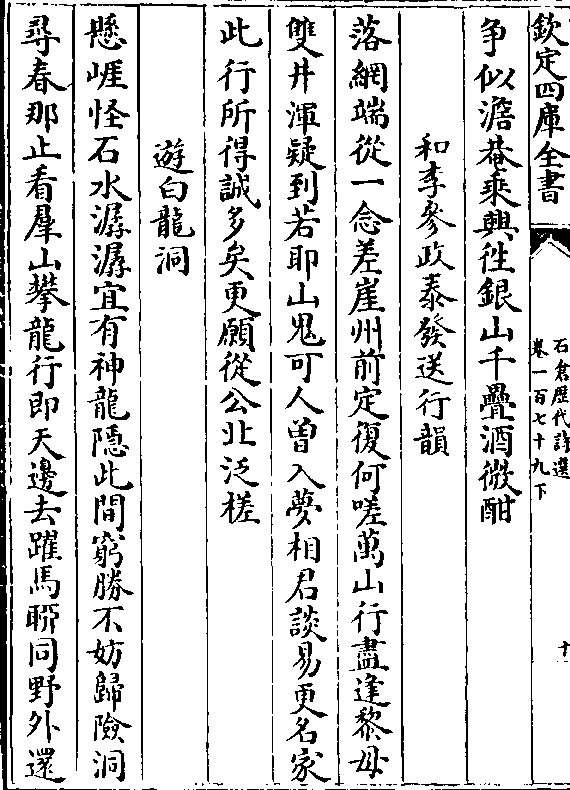 欽定四庫全書
石倉歷代詩選
卷一百七十九下
十一
争似澹菴乘興徃銀山千疊酒微酣
和李參政泰發送行韻
落網端從一念差崖州前定復何嗟萬山行盡逢黎母
雙井渾疑到若耶山鬼可人曾入夢相君談易更名家
此行所得誠多矣更願從公北泛槎
遊白龍洞
懸崕怪石水潺潺宜有神龍隱此間窮勝不妨歸險洞
尋春那止看羣山攀龍行即天邊去躍馬聊同野外還